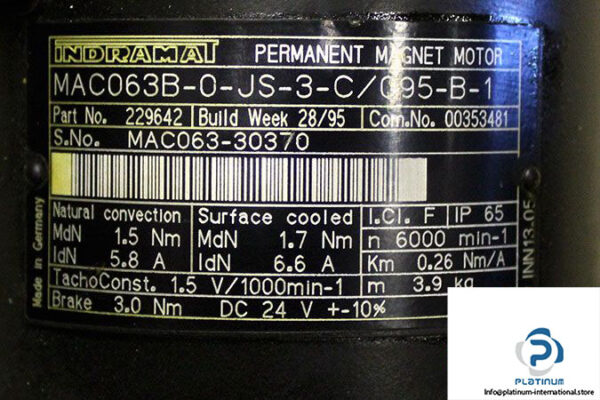 INDRAMAT PERMANENT MAGNET MOTOR
MAC063B-0-JS-3-C/095-B-1
Part No. 229642 Build Week 28/95 Com.No. 00353481
S.No. MAC063-30370
Natural convection Surface cooled I.Cl. F IP 65
MdN 1.5 Nm MdN 1.7 Nm n 6000 min-1
IdN 5.8 A IdN 6.6 A Km 0.26 Nm/A
TachoConst. 1.5 V/1000min-1 m 3.9 kg
Brake 3.0 Nm DC 24 V +-10%
Made in Germany
INN13.05
PLATINUM
Info@platinum-international.store